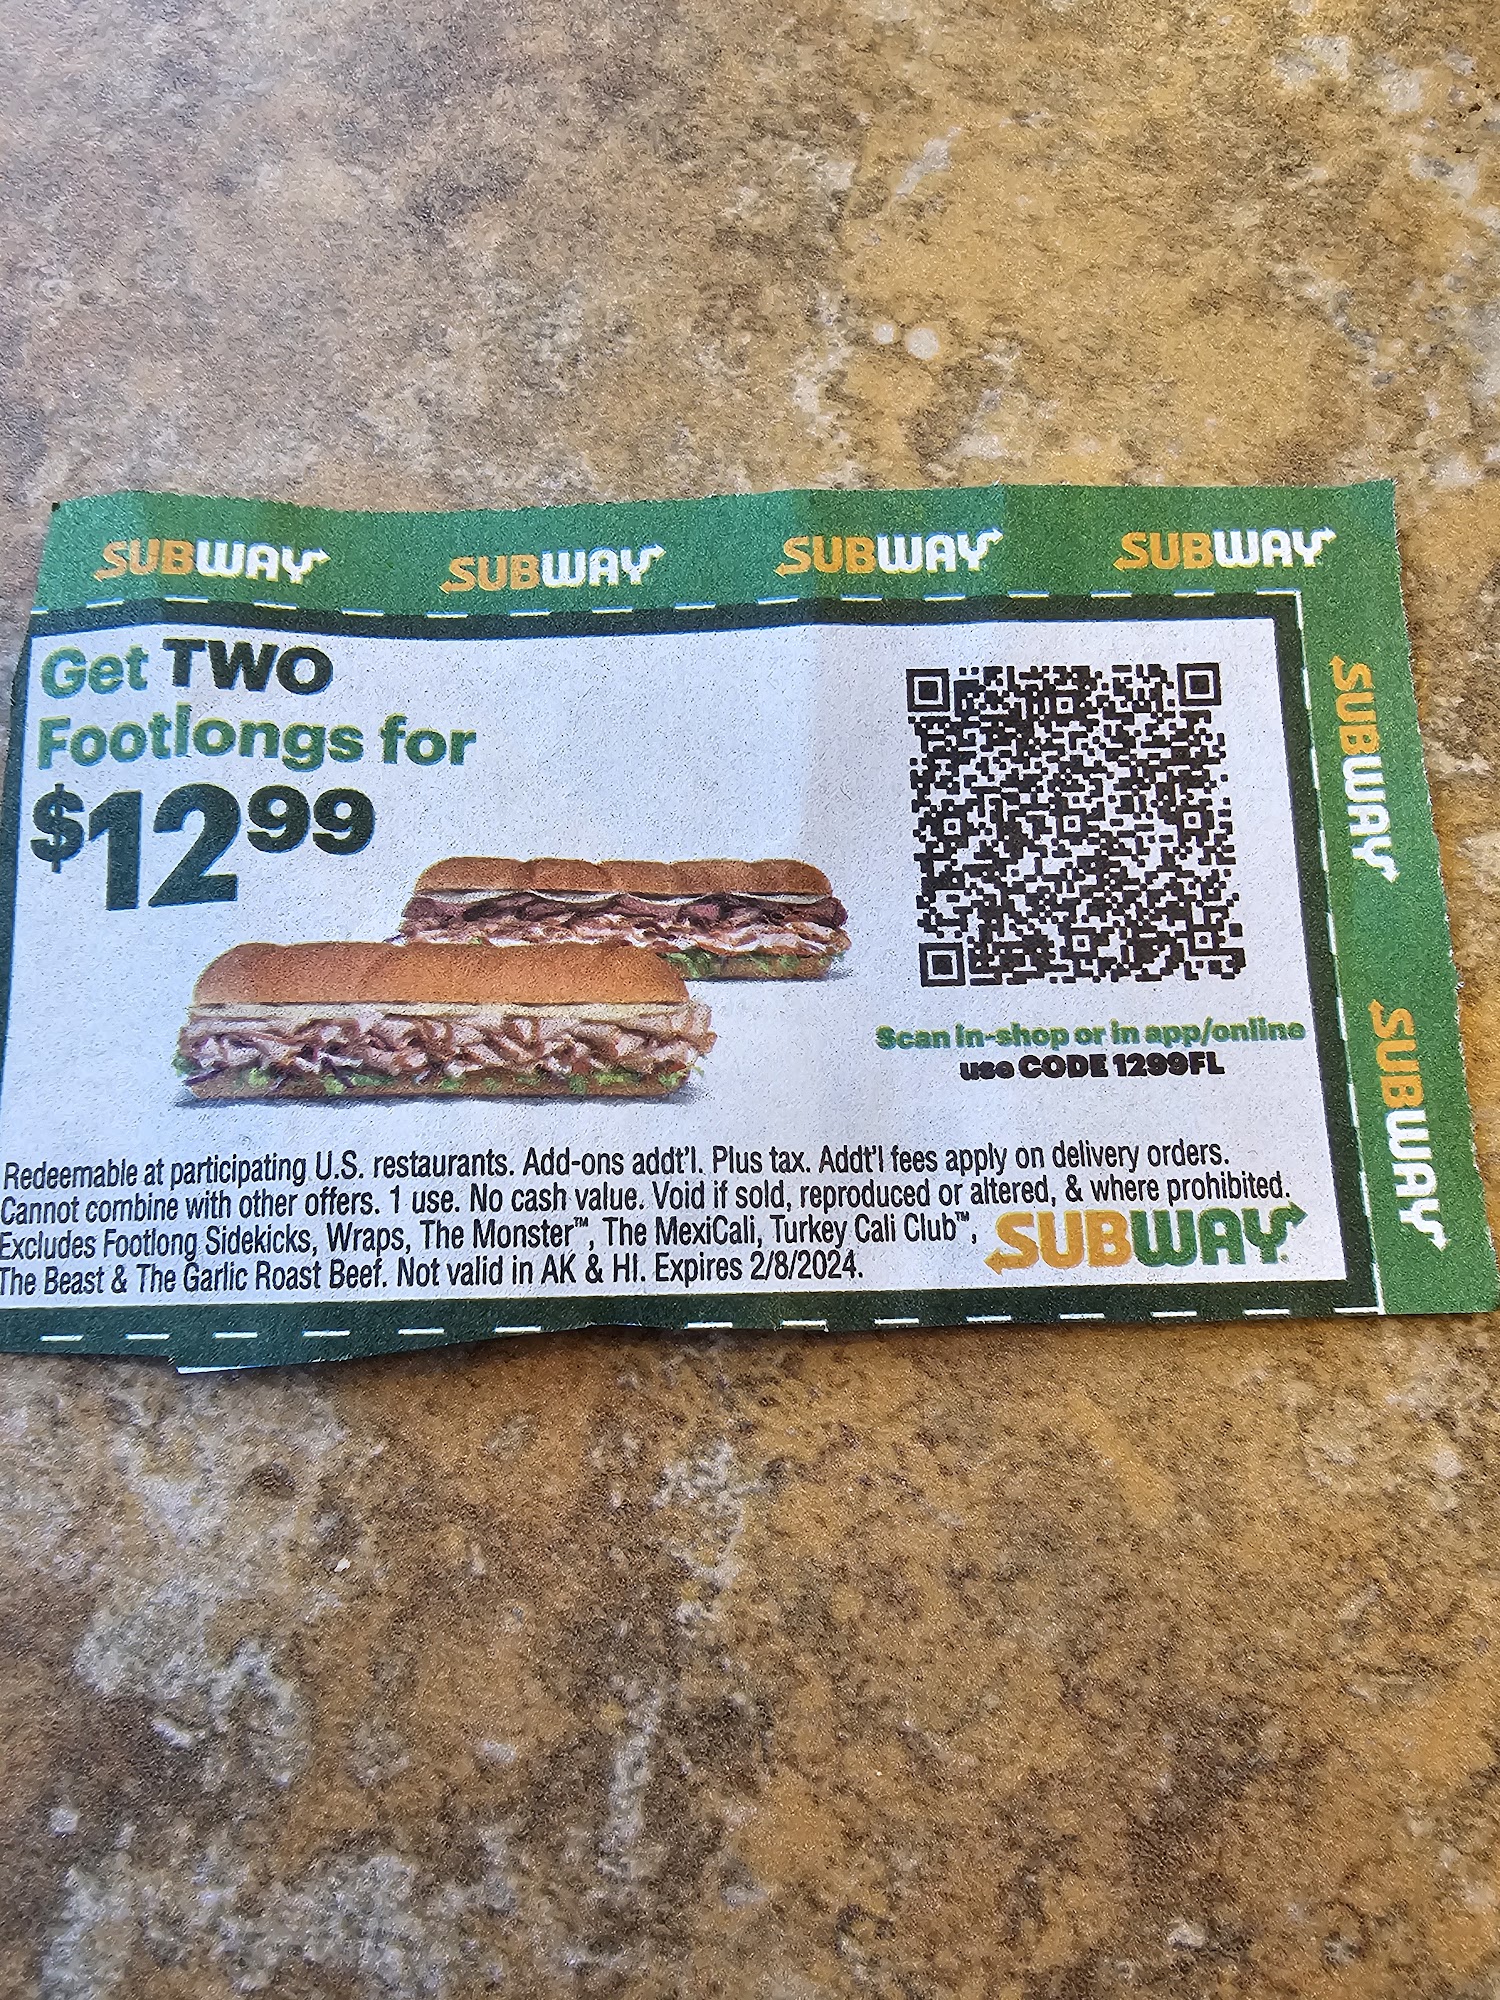 SUBWAY SUBWAY SUBWAY SUBWAY
Get TWO
Footlongs for
$12⁹⁹
Scan in-shop or in app/online
use CODE 1299FL
Redeemable at participating U.S. restaurants. Add-ons addt'l. Plus tax. Addt'l fees apply on delivery orders.
Cannot combine with other offers. 1 use. No cash value. Void if sold, reproduced or altered, & where prohibited.
Excludes Footlong Sidekicks, Wraps, The Monster™, The MexiCali, Turkey Cali Club™,
The Beast & The Garlic Roast Beef. Not valid in AK & HI. Expires 2/8/2024.
SUBWAY
SUBWAY
SUBWAY